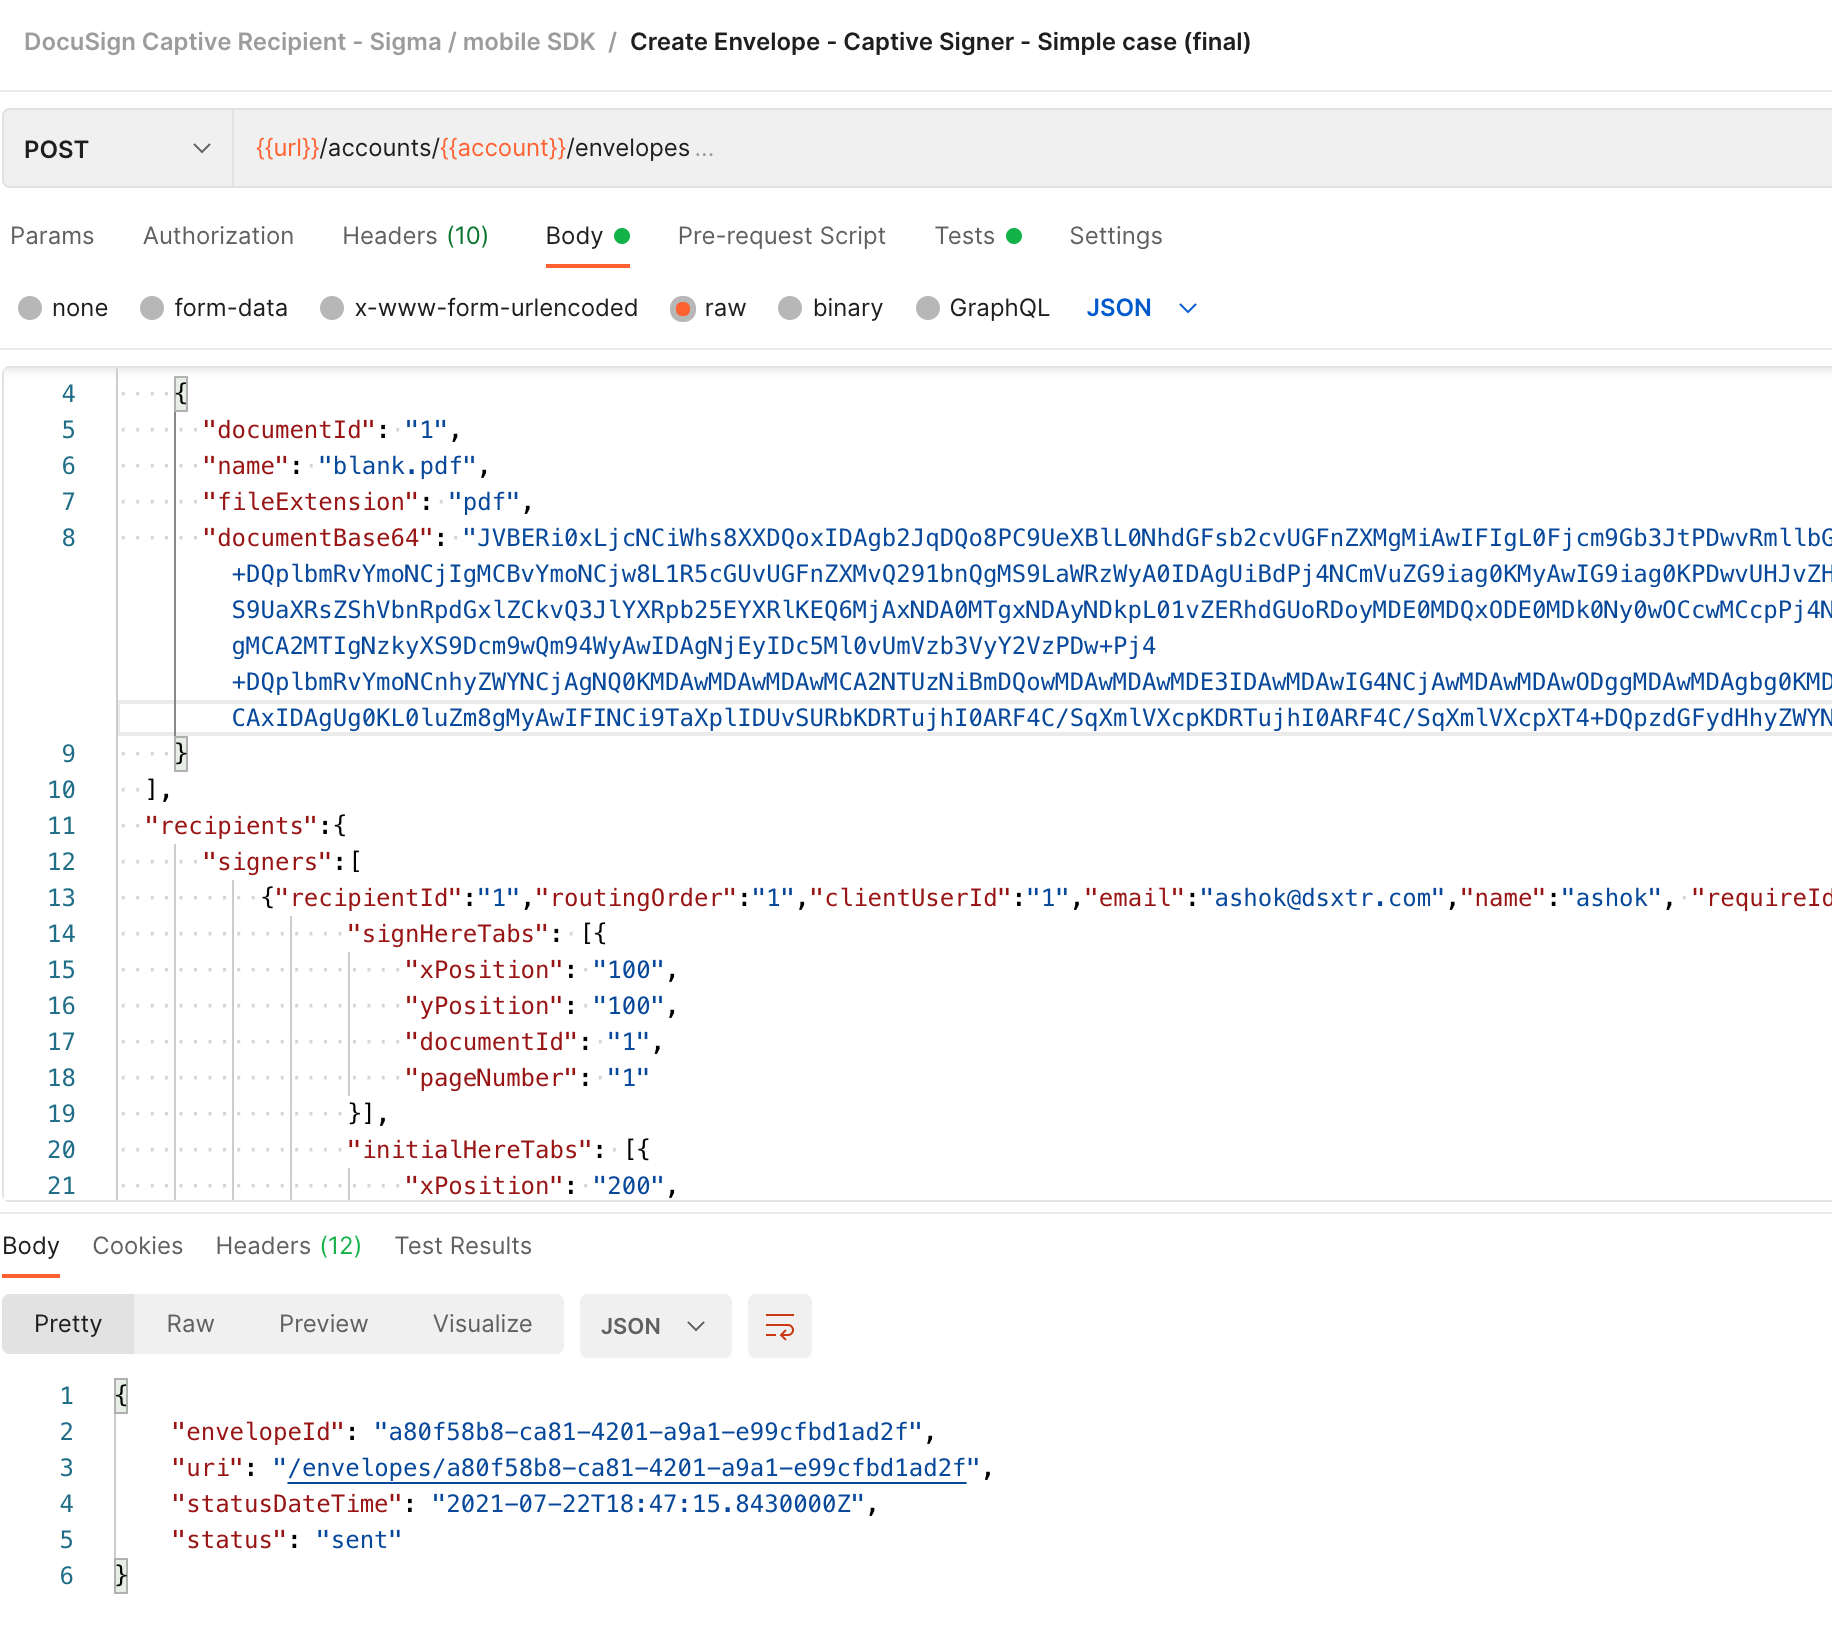 DocuSign Captive Recipient - Sigma / mobile SDK / Create Envelope - Captive Signer - Simple case (final)
POST {{url}}/accounts/{{account}}/envelopes ...
Params Authorization Headers (10) Body Pre-request Script Tests Settings
none form-data x-www-form-urlencoded raw binary GraphQL JSON
4 {
5 "documentId": "1",
6 "name": "blank.pdf",
7 "fileExtension": "pdf",
8 "documentBase64": "JVBERi0xLjcNCiWhs8XXDQoxIDAgb2JqDQo8PC9UeXBlL0NhdGFsb2cvUGFnZXMgMiAwIFIgL0Fjcm9Gb3JtPDwvRmllbG
+DQplbmRvYmoNCjIgMCBvYmoNCjw8L1R5cGUvUGFnZXMvQ291bnQgMS9LaWRzWyA0IDAgUiBdPj4NCmVuZG9iag0KMyAwIG9iag0KPDwvUHJvZH
S9UaXRsZShVbnRpdGxlZCkvQ3JlYXRpb25EYXRlKEQ6MjAxNDA0MTgxNDAyNDkpL01vZERhdGUoRDoyMDE0MDQxODE0MDk0Ny0wOCcwMCcpPj4N
gMCA2MTIgNzkyXS9Dcm9wQm94WyAwIDAgNjEyIDc5Ml0vUmVzb3VyY2VzPDw+Pj4
+DQplbmRvYmoNCnhyZWYNCjAgNQ0KMDAwMDAwMDAwMCA2NTUzNiBmDQowMDAwMDAwMDE3IDAwMDAwIG4NCjAwMDAwMDAwODggMDAwMDAgbg0KMD
CAxIDAgUg0KL0luZm8gMyAwIFINCi9TaXplIDUvSURbKDRTujhI0ARF4C/SqXmlVXcpKDRTujhI0ARF4C/SqXmlVXcpXT4+DQpzdGFydHhyZWYN
9 }
10 ],
11 "recipients":{
12 "signers":[
13 {"recipientId":"1","routingOrder":"1","clientUserId":"1","email":"ashok@dsxtr.com","name":"ashok", "requireId
14 "signHereTabs": [{
15 "xPosition": "100",
16 "yPosition": "100",
17 "documentId": "1",
18 "pageNumber": "1"
19 }],
20 "initialHereTabs": [{
21 "xPosition": "200",
Body Cookies Headers (12) Test Results
Pretty Raw Preview Visualize JSON
1 {
2 "envelopeId": "a80f58b8-ca81-4201-a9a1-e99cfbd1ad2f",
3 "uri": "/envelopes/a80f58b8-ca81-4201-a9a1-e99cfbd1ad2f",
4 "statusDateTime": "2021-07-22T18:47:15.8430000Z",
5 "status": "sent"
6 }